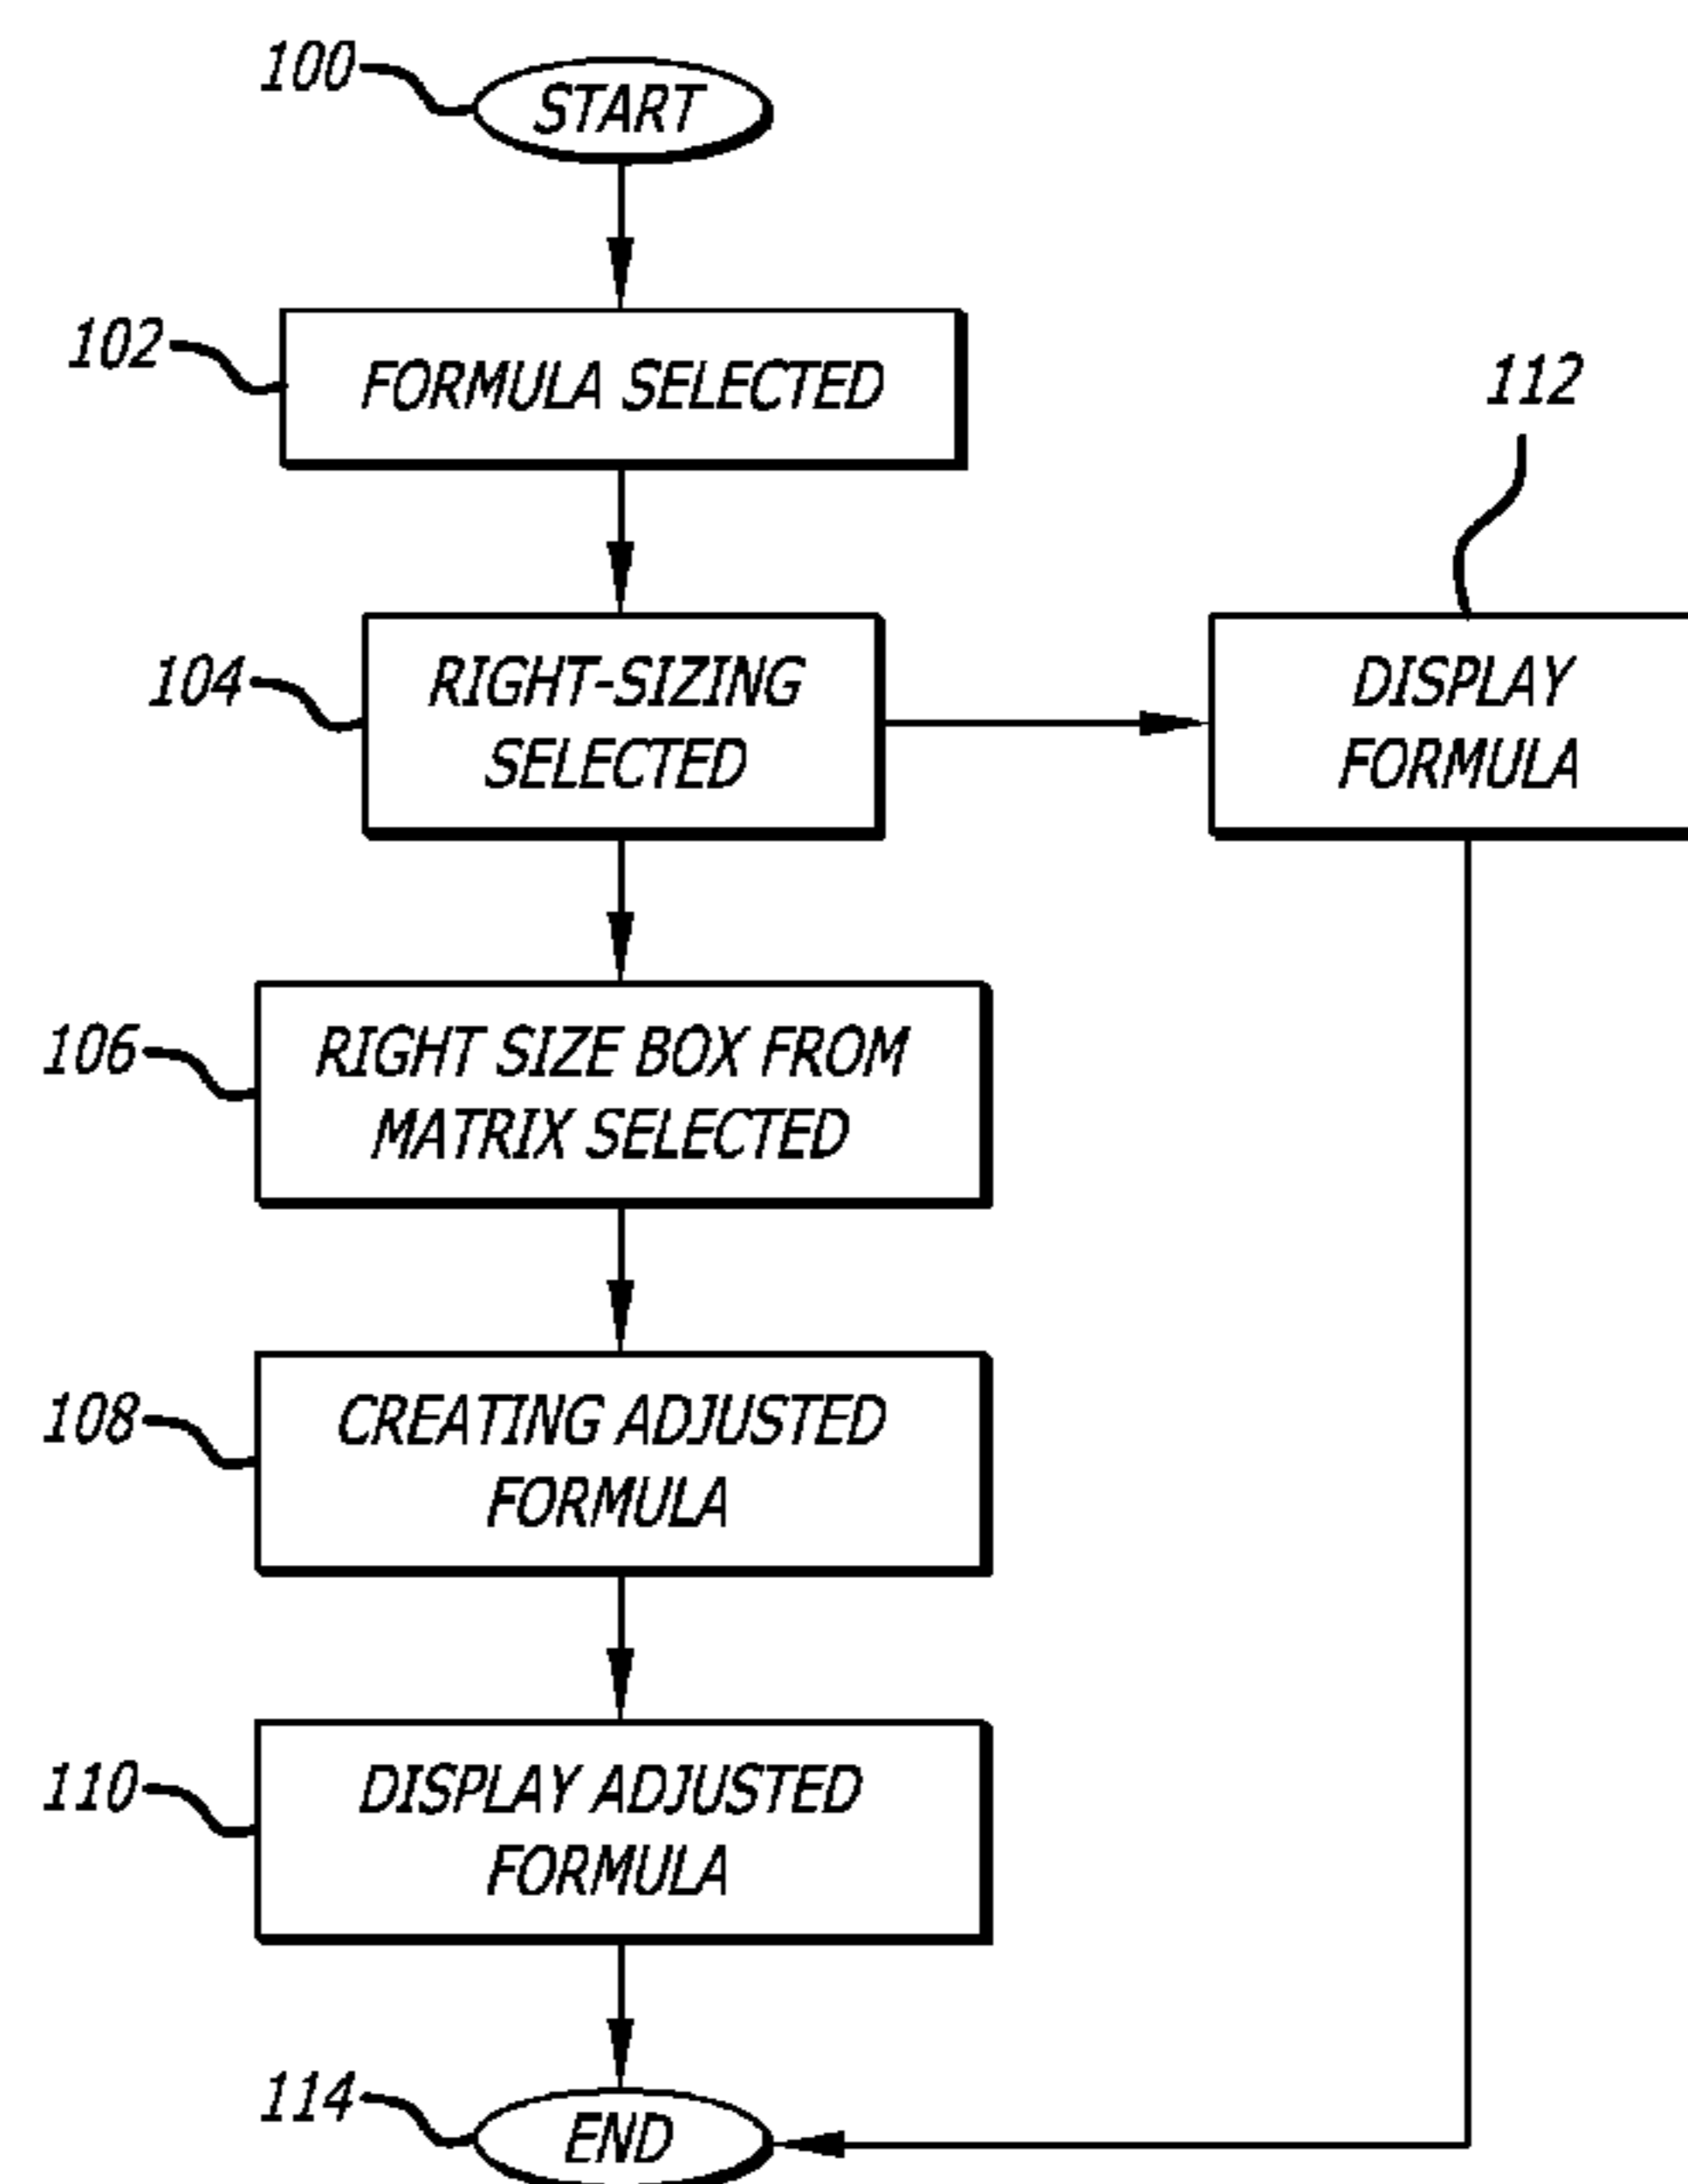 100
START
102
FORMULA SELECTED
112
104
RIGHT-SIZING
SELECTED
DISPLAY
FORMULA
106
RIGHT SIZE BOX FROM
MATRIX SELECTED
108
CREATING ADJUSTED
FORMULA
110
DISPLAY ADJUSTED
FORMULA
114
END